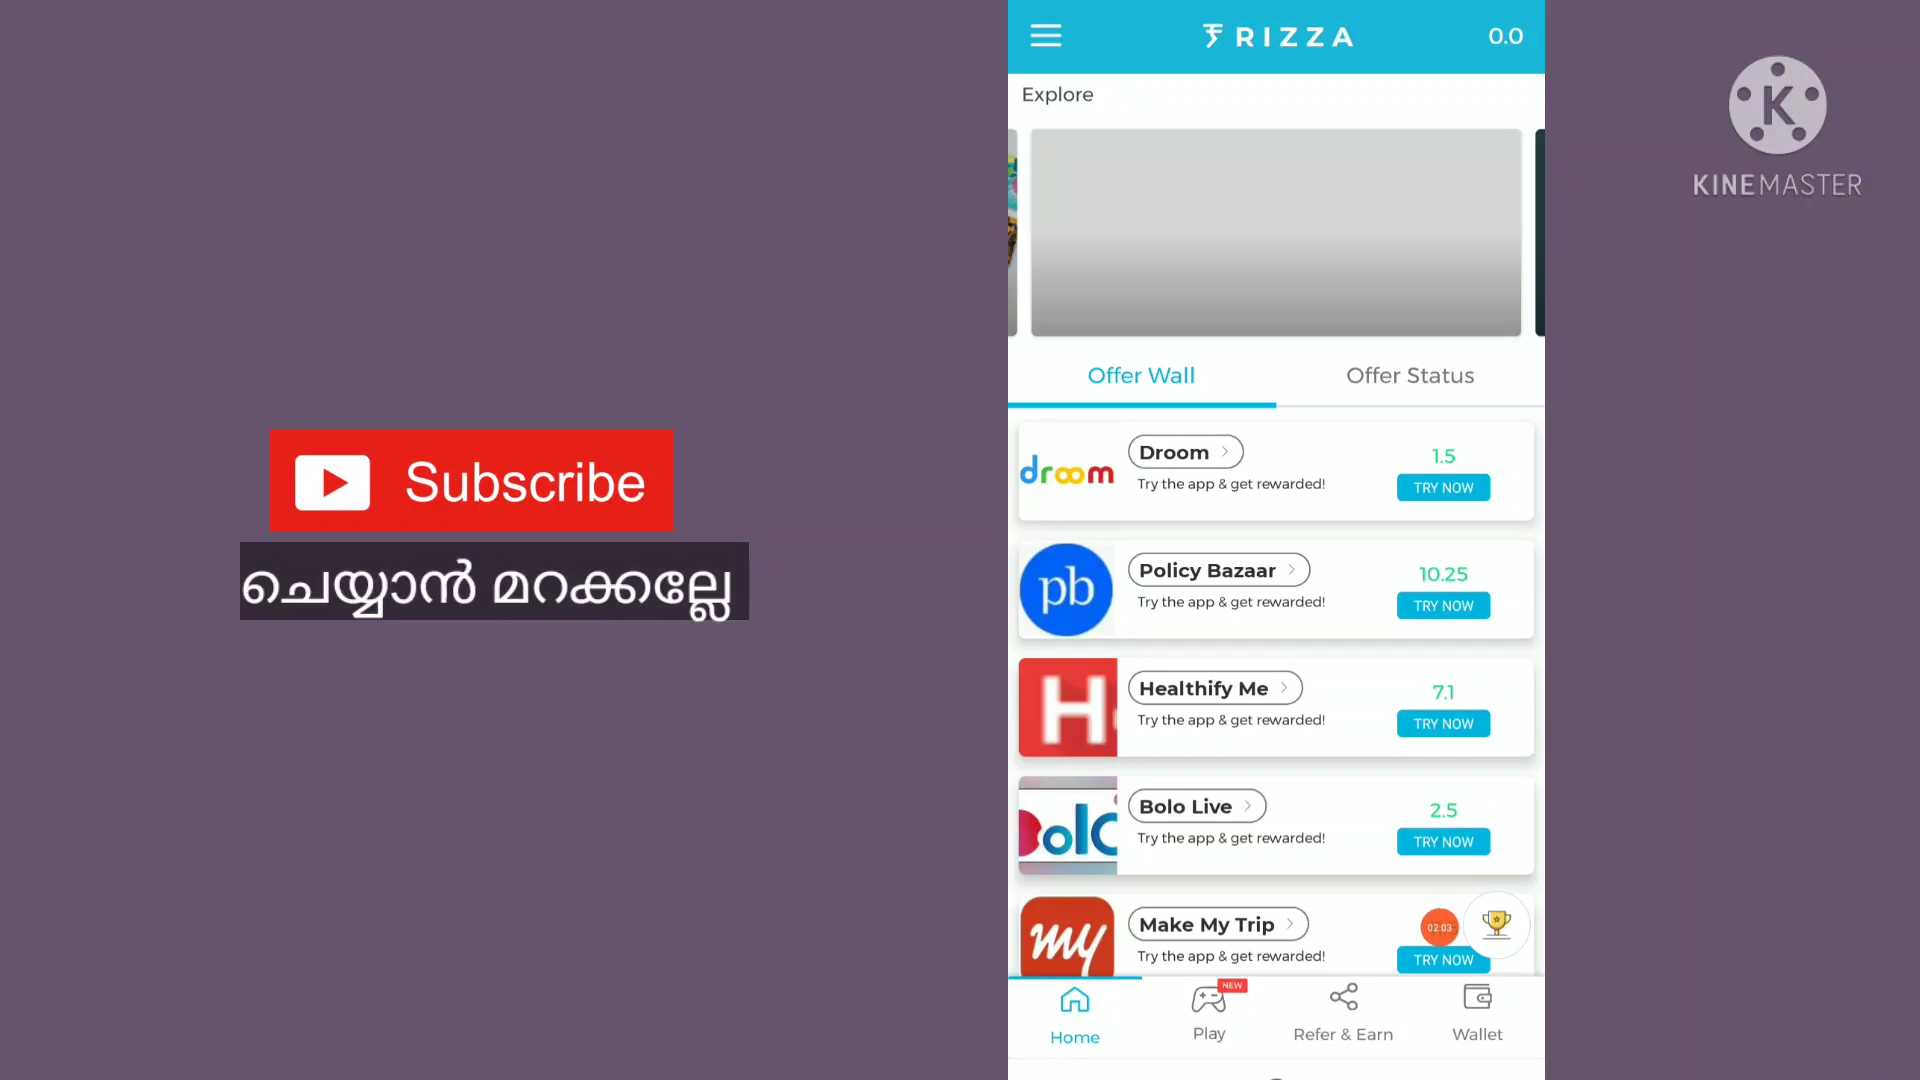 Subscribe
ചെയ്യാൻ മറക്കല്ലേ
FRIZZA
0.0
Explore
Offer Wall
Offer Status
droom
Droom
1.5
Try the app & get rewarded!
TRY NOW
pb
Policy Bazaar
10.25
Try the app & get rewarded!
TRY NOW
H
Healthify Me
7.1
Try the app & get rewarded!
TRY NOW
Bolo
Bolo Live
2.5
Try the app & get rewarded!
TRY NOW
my
Make My Trip
02:03
Try the app & get rewarded!
TRY NOW
Home
NEW
Play
Refer & Earn
Wallet
K
KINEMASTER